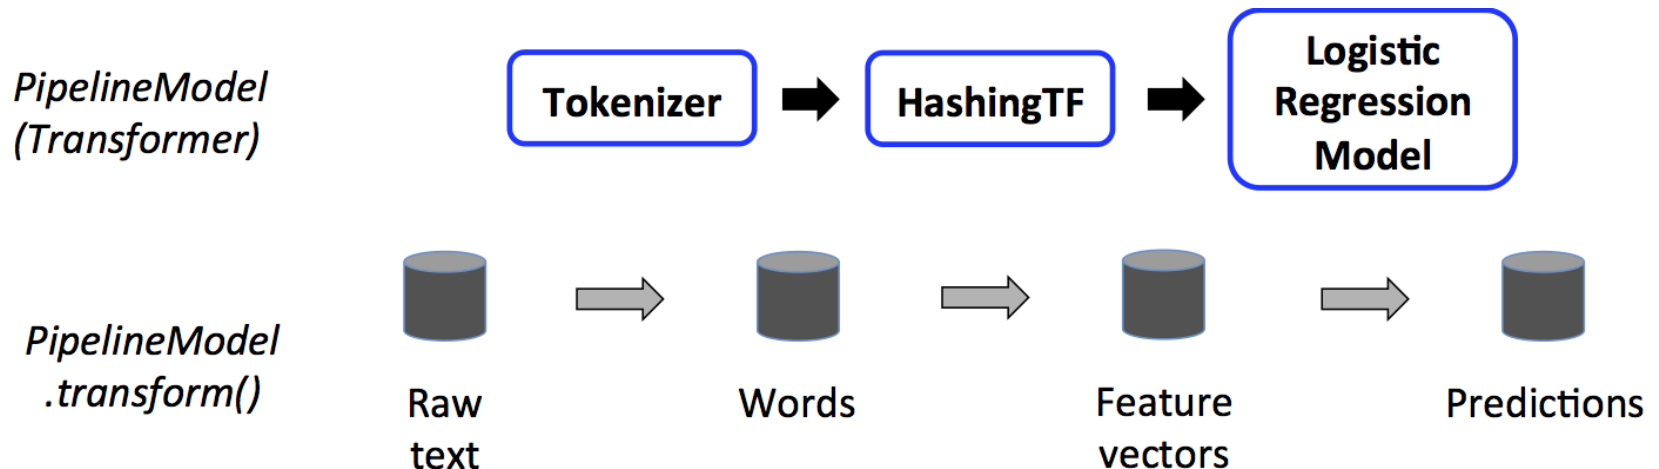 PipelineModel
(Transformer)
Tokenizer
HashingTF
Logistic
Regression
Model
PipelineModel
.transform()
Raw
text
Words
Feature
vectors
Predictions